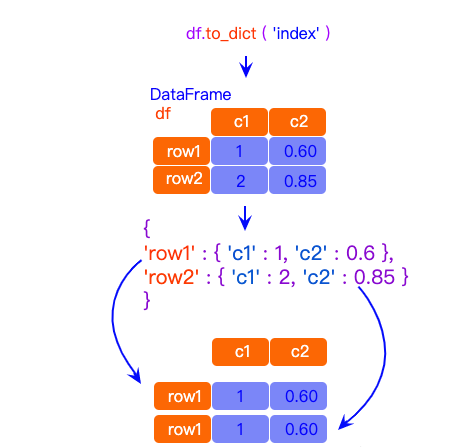 df.to_dict ( 'index' )
DataFrame
df
c1 c2
row1 1 0.60
row2 2 0.85
{
'row1' : { 'c1' : 1, 'c2' : 0.6 },
'row2' : { 'c1' : 2, 'c2' : 0.85 }
}
c1 c2
row1 1 0.60
row1 1 0.60